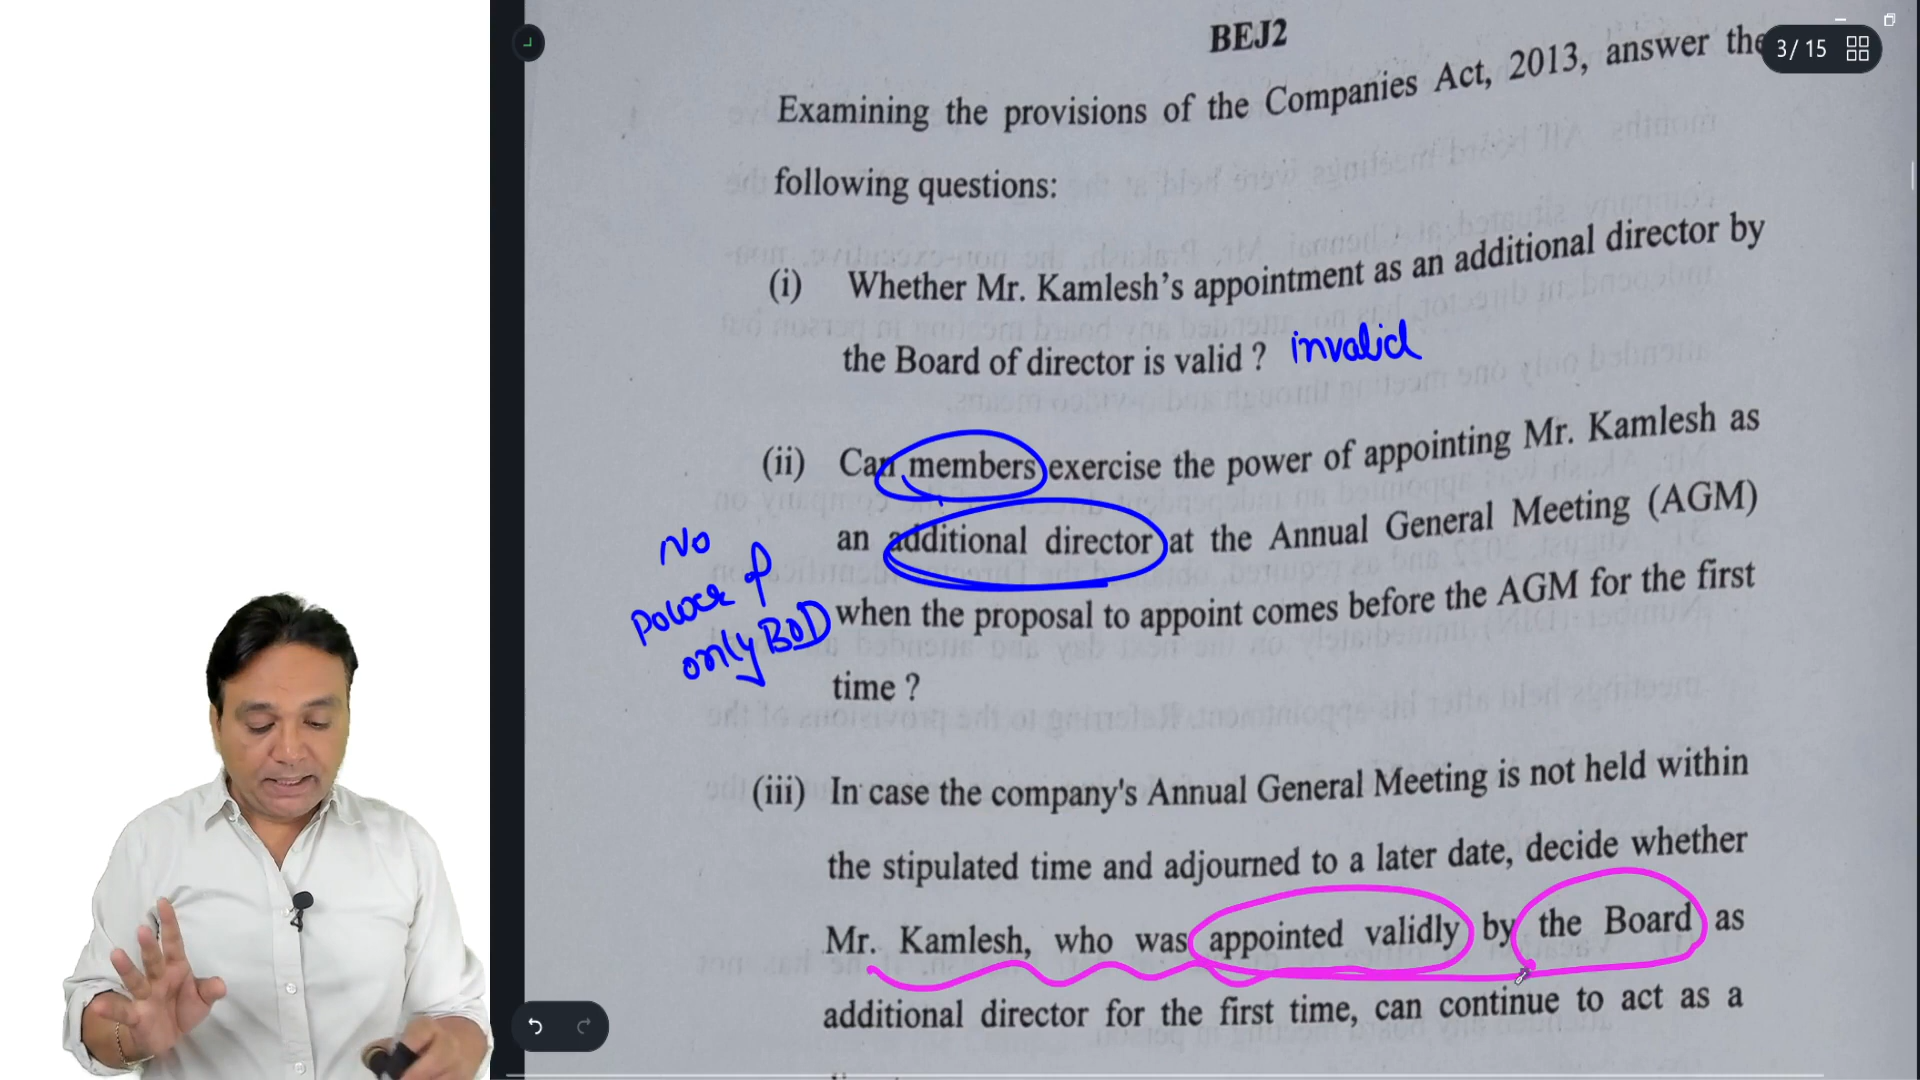 BEJ2
3/ 15
Examining the provisions of the Companies Act, 2013, answer the
following questions:
(i) Whether Mr. Kamlesh's appointment as an additional director by
the Board of director is valid ? invalid
(ii) Can members exercise the power of appointing Mr. Kamlesh as
an additional director at the Annual General Meeting (AGM)
when the proposal to appoint comes before the AGM for the first
time ?
No
power of
only BOD
(iii) In case the company's Annual General Meeting is not held within
the stipulated time and adjourned to a later date, decide whether
Mr. Kamlesh, who was appointed validly by the Board as
additional director for the first time, can continue to act as a